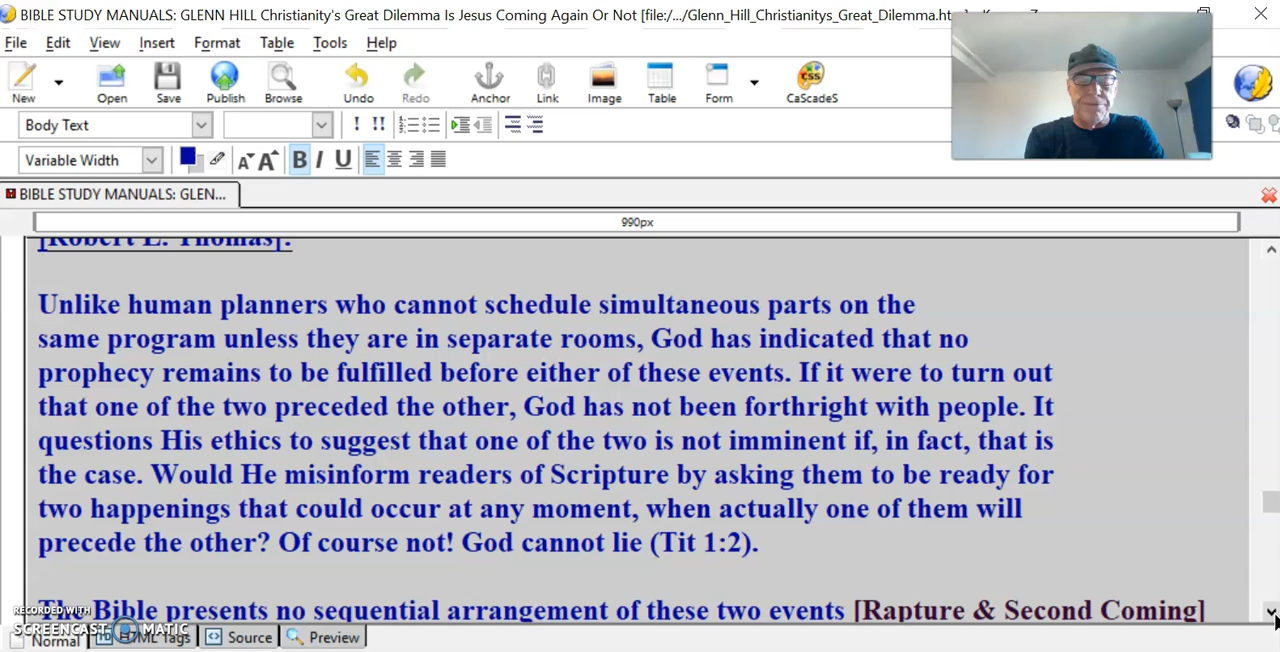 BIBLE STUDY MANUALS: GLENN HILL Christianity's Great Dilemma Is Jesus Coming Again Or Not [file:/.../Glenn_Hill_Christianitys_Great_Dilemma.ht
File Edit View Insert Format Table Tools Help
New Open Save Publish Browse Undo Redo Anchor Link Image Table Form CaScadeS
Body Text
Variable Width
BIBLE STUDY MANUALS: GLEN...
990px
[Robert L. Thomas]:
Unlike human planners who cannot schedule simultaneous parts on the
same program unless they are in separate rooms, God has indicated that no
prophecy remains to be fulfilled before either of these events. If it were to turn out
that one of the two preceded the other, God has not been forthright with people. It
questions His ethics to suggest that one of the two is not imminent if, in fact, that is
the case. Would He misinform readers of Scripture by asking them to be ready for
two happenings that could occur at any moment, when actually one of them will
precede the other? Of course not! God cannot lie (Tit 1:2).
The Bible presents no sequential arrangement of these two events [Rapture & Second Coming]
RECORDED WITH
SCREENCAST MATIC
Normal HTML Tags Source Preview